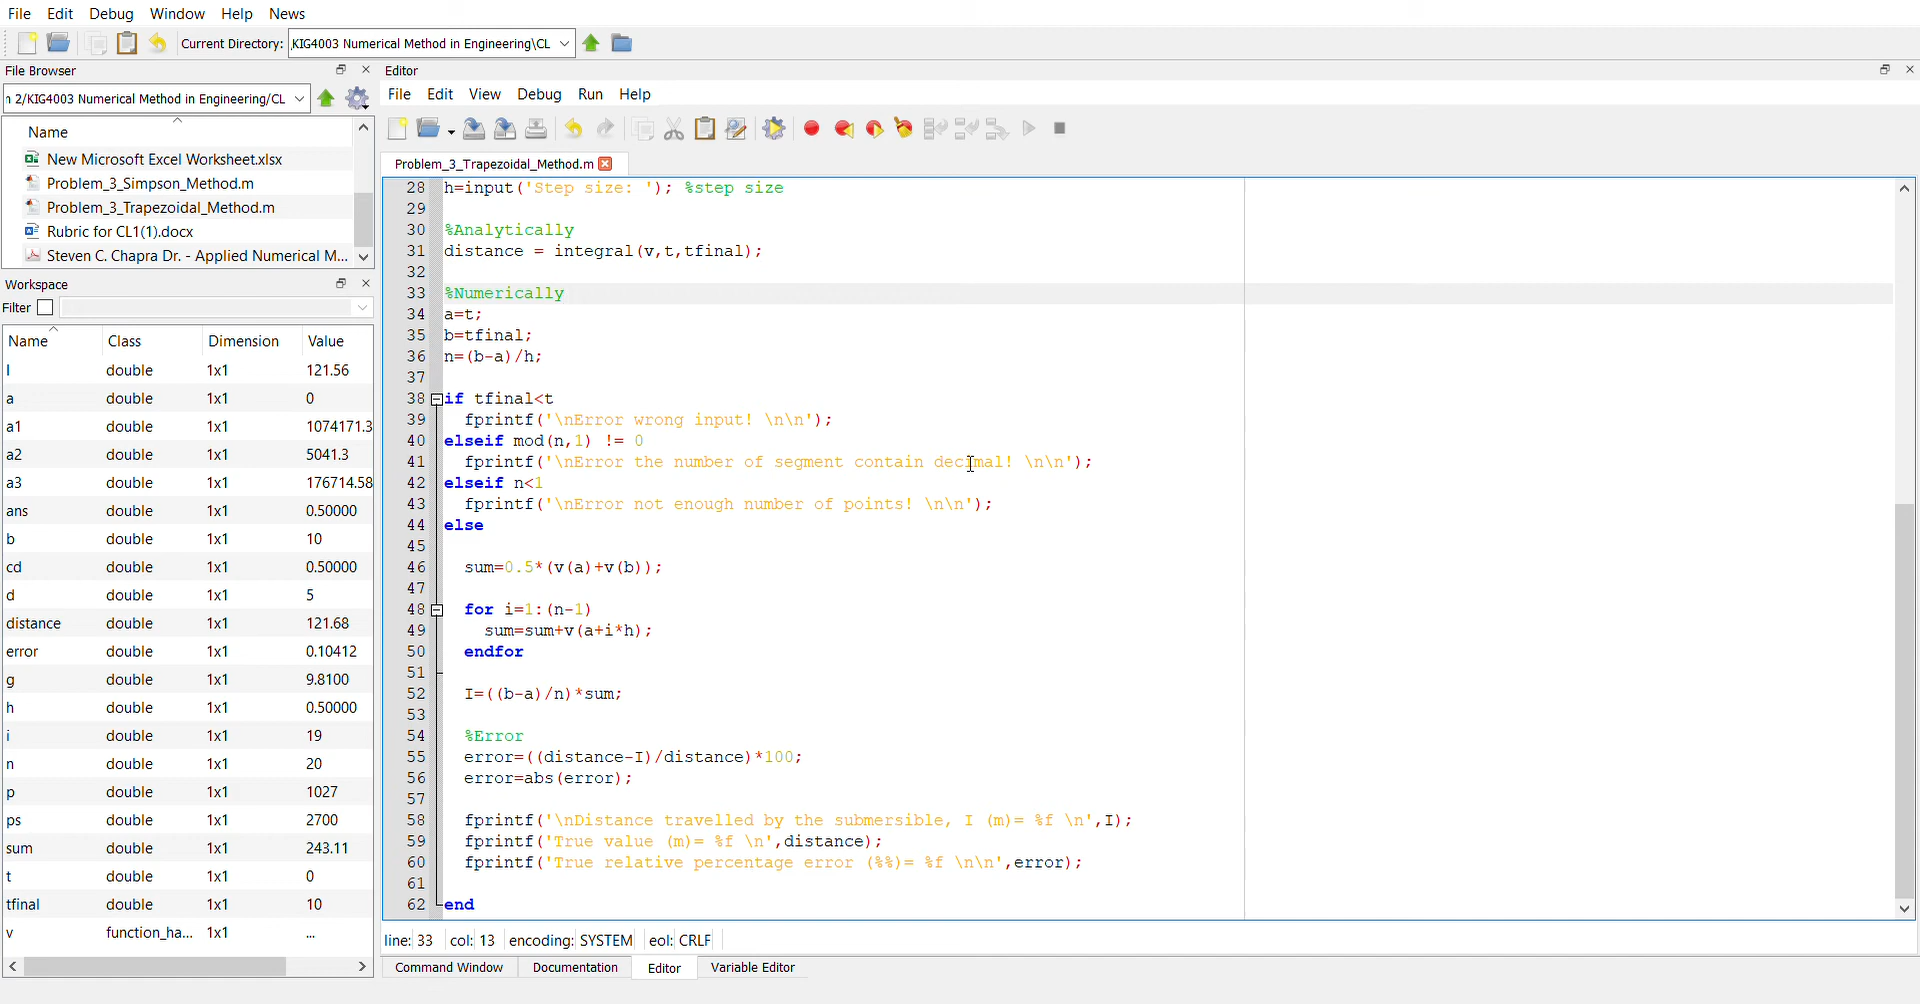 File Edit Debug Window Help News
Current Directory: KIG4003 Numerical Method in Engineering\CL
File Browser
Editor
2/KIG4003 Numerical Method in Engineering/CL
File Edit View Debug Run Help
Name
New Microsoft Excel Worksheet.xlsx
Problem_3_Simpson_Method.m
Problem_3_Trapezoidal_Method.m
Rubric for CL1(1).docx
Steven C. Chapra Dr. - Applied Numerical M...
Workspace
Filter
Name Class Dimension Value
I double 1x1 121.56
a double 1x1 0
a1 double 1x1 1074171.3
a2 double 1x1 5041.3
a3 double 1x1 176714.58
ans double 1x1 0.50000
b double 1x1 10
cd double 1x1 0.50000
d double 1x1 5
distance double 1x1 121.68
error double 1x1 0.10412
g double 1x1 9.8100
h double 1x1 0.50000
i double 1x1 19
n double 1x1 20
p double 1x1 1027
ps double 1x1 2700
sum double 1x1 243.11
t double 1x1 0
tfinal double 1x1 10
v function_ha... 1x1 ...
Problem_3_Trapezoidal_Method.m
28 h=input('Step size: '); %step size
29
30 %Analytically
31 distance = integral(v,t,tfinal);
32
33 %Numerically
34 a=t;
35 b=tfinal;
36 n=(b-a)/h;
37
38 if tfinal<t
39 fprintf('\nError wrong input! \n\n');
40 elseif mod(n,1) != 0
41 fprintf('\nError the number of segment contain decimal! \n\n');
42 elseif n<1
43 fprintf('\nError not enough number of points! \n\n');
44 else
45
46 sum=0.5*(v(a)+v(b));
47
48 for i=1:(n-1)
49 sum=sum+v(a+i*h);
50 endfor
51
52 I=((b-a)/n)*sum;
53
54 %Error
55 error=((distance-I)/distance)*100;
56 error=abs(error);
57
58 fprintf('\nDistance travelled by the submersible, I (m)= %f \n',I);
59 fprintf('True value (m)= %f \n',distance);
60 fprintf('True relative percentage error (%%)= %f \n\n',error);
61
62 end
line: 33 col: 13 encoding: SYSTEM eol: CRLF
Command Window Documentation Editor Variable Editor